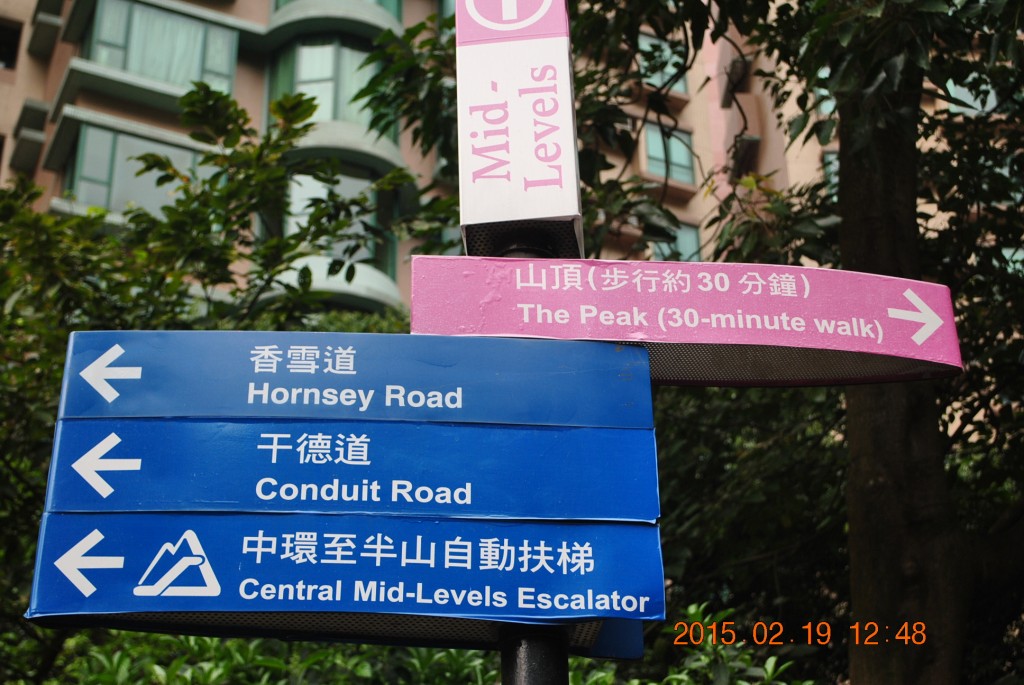 Mid -
Levels
山頂(步行約 30 分鐘)
The Peak (30-minute walk)
香雪道
Hornsey Road
干德道
Conduit Road
中環至半山自動扶梯
Central Mid-Levels Escalator
2015.02.19 12:48